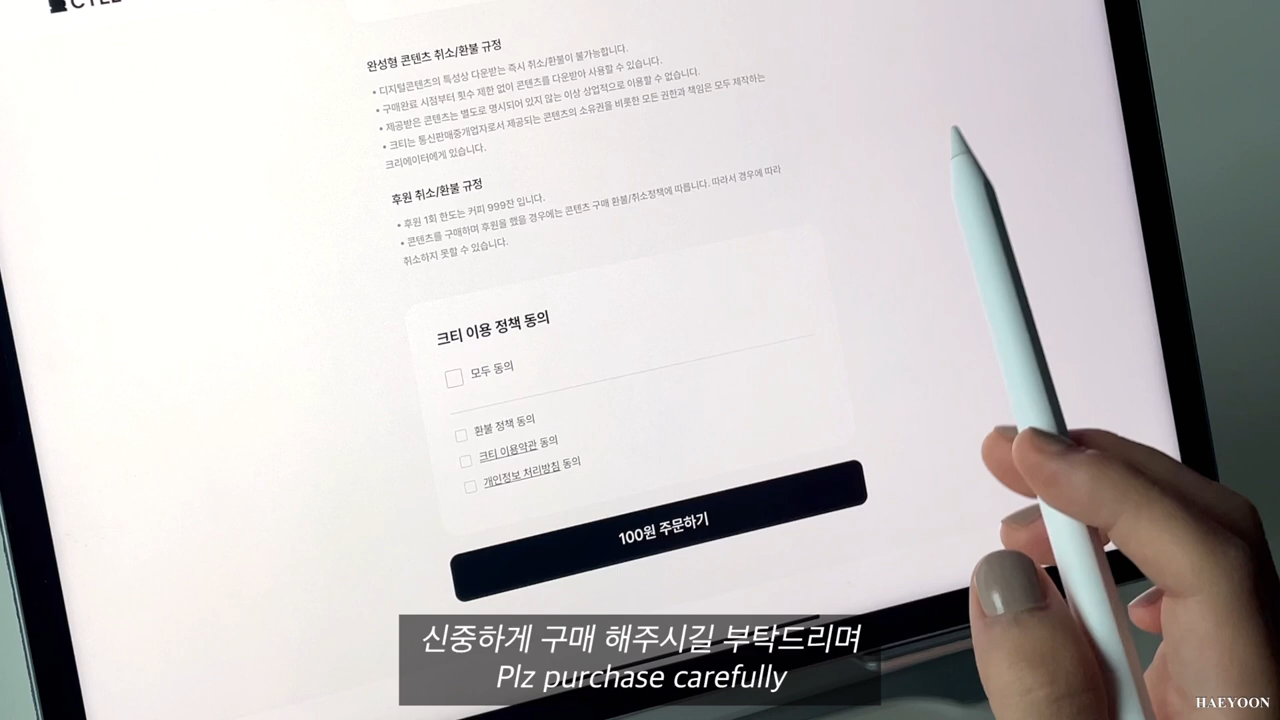 완성형 콘텐츠 취소/환불 규정
• 디지털콘텐츠의 특성상 다운받는 즉시 취소/환불이 불가능합니다.
• 구매완료 시점부터 횟수 제한 없이 콘텐츠를 다운받아 사용할 수 있습니다.
• 제공받은 콘텐츠는 별도로 명시되어 있지 않는 이상 상업적으로 이용할 수 없습니다.
• 크티는 통신판매중개업자로서 제공되는 콘텐츠의 소유권을 비롯한 모든 권한과 책임은 모두 제작하는
크리에이터에게 있습니다.
후원 취소/환불 규정
• 후원 1회 한도는 커피 999잔 입니다.
• 콘텐츠를 구매하며 후원을 했을 경우에는 콘텐츠 구매 환불/취소정책에 따릅니다. 따라서 경우에 따라
취소하지 못할 수 있습니다.
크티 이용 정책 동의
모두 동의
환불 정책 동의
크티 이용약관 동의
개인정보 처리방침 동의
100원 주문하기
신중하게 구매 해주시길 부탁드리며
Plz purchase carefully
HAEYOON